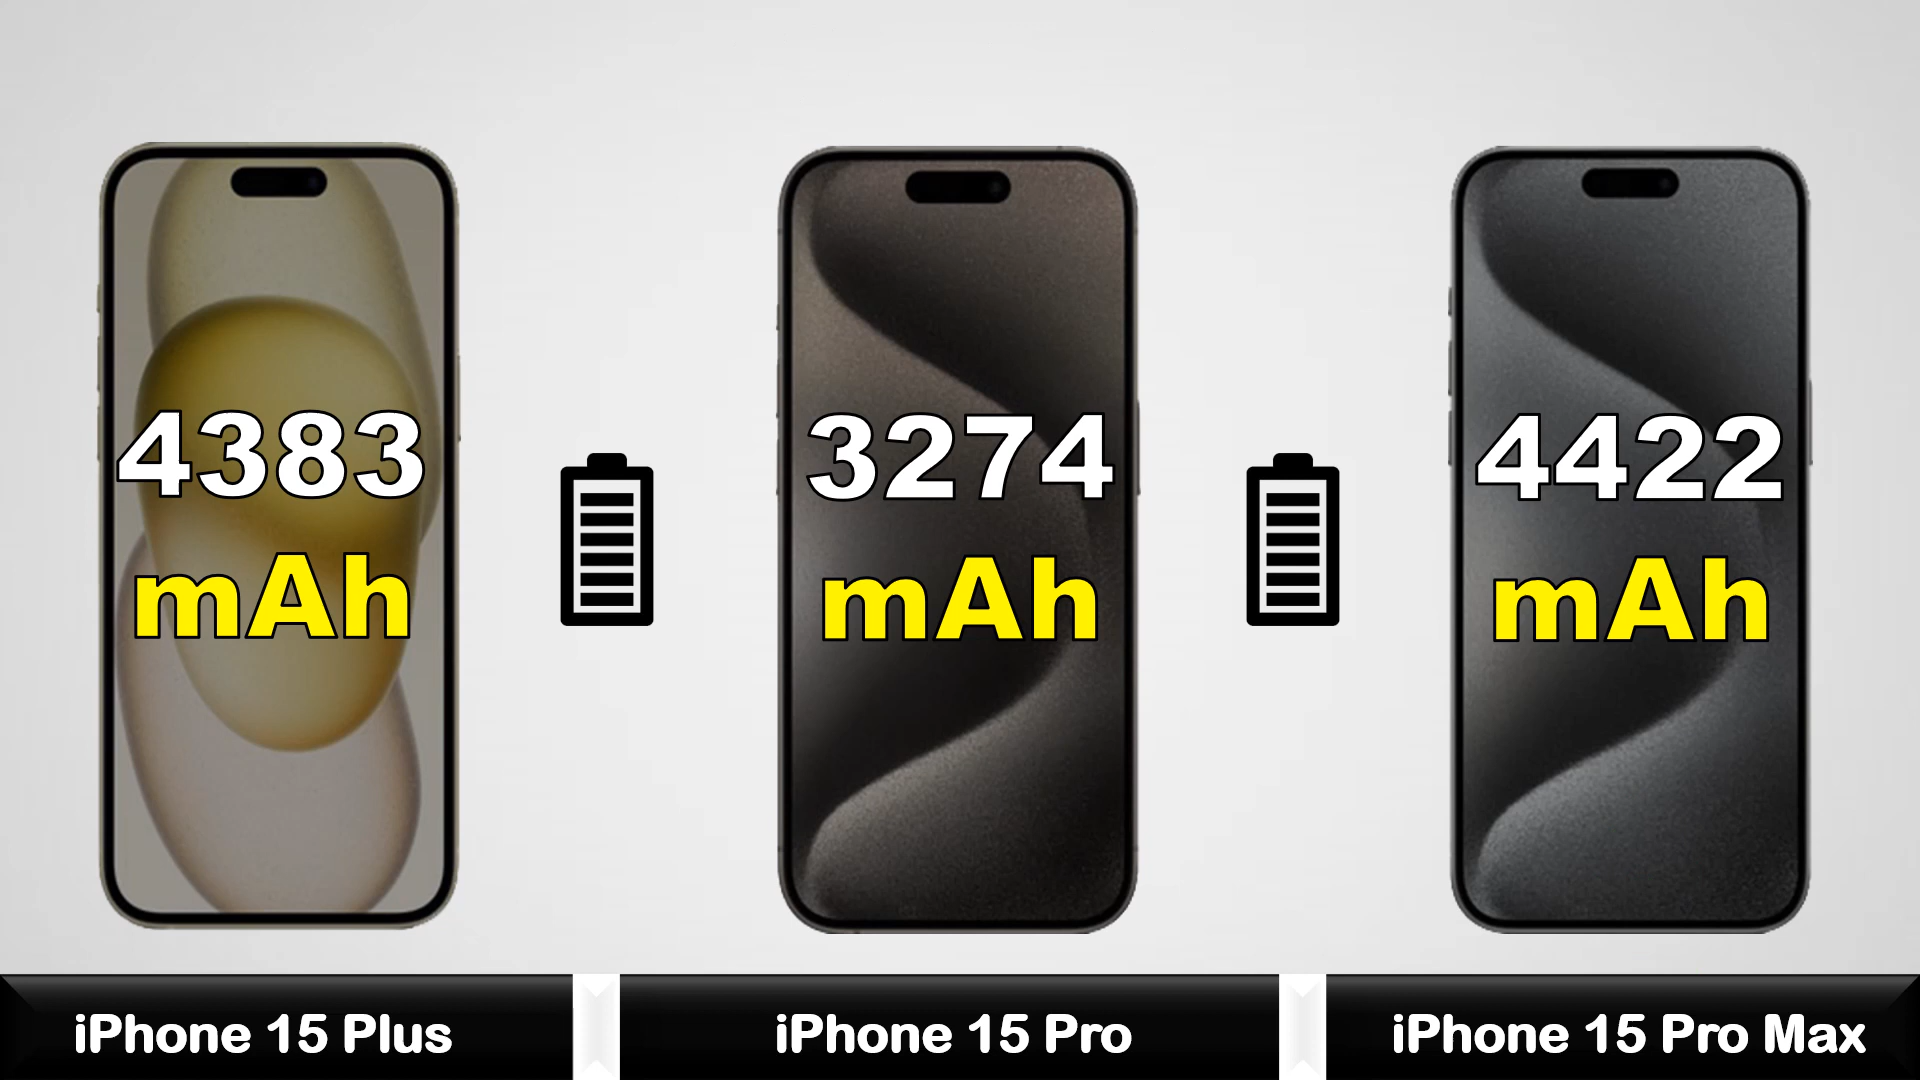 4383
mAh
3274
mAh
4422
mAh
iPhone 15 Plus
iPhone 15 Pro
iPhone 15 Pro Max